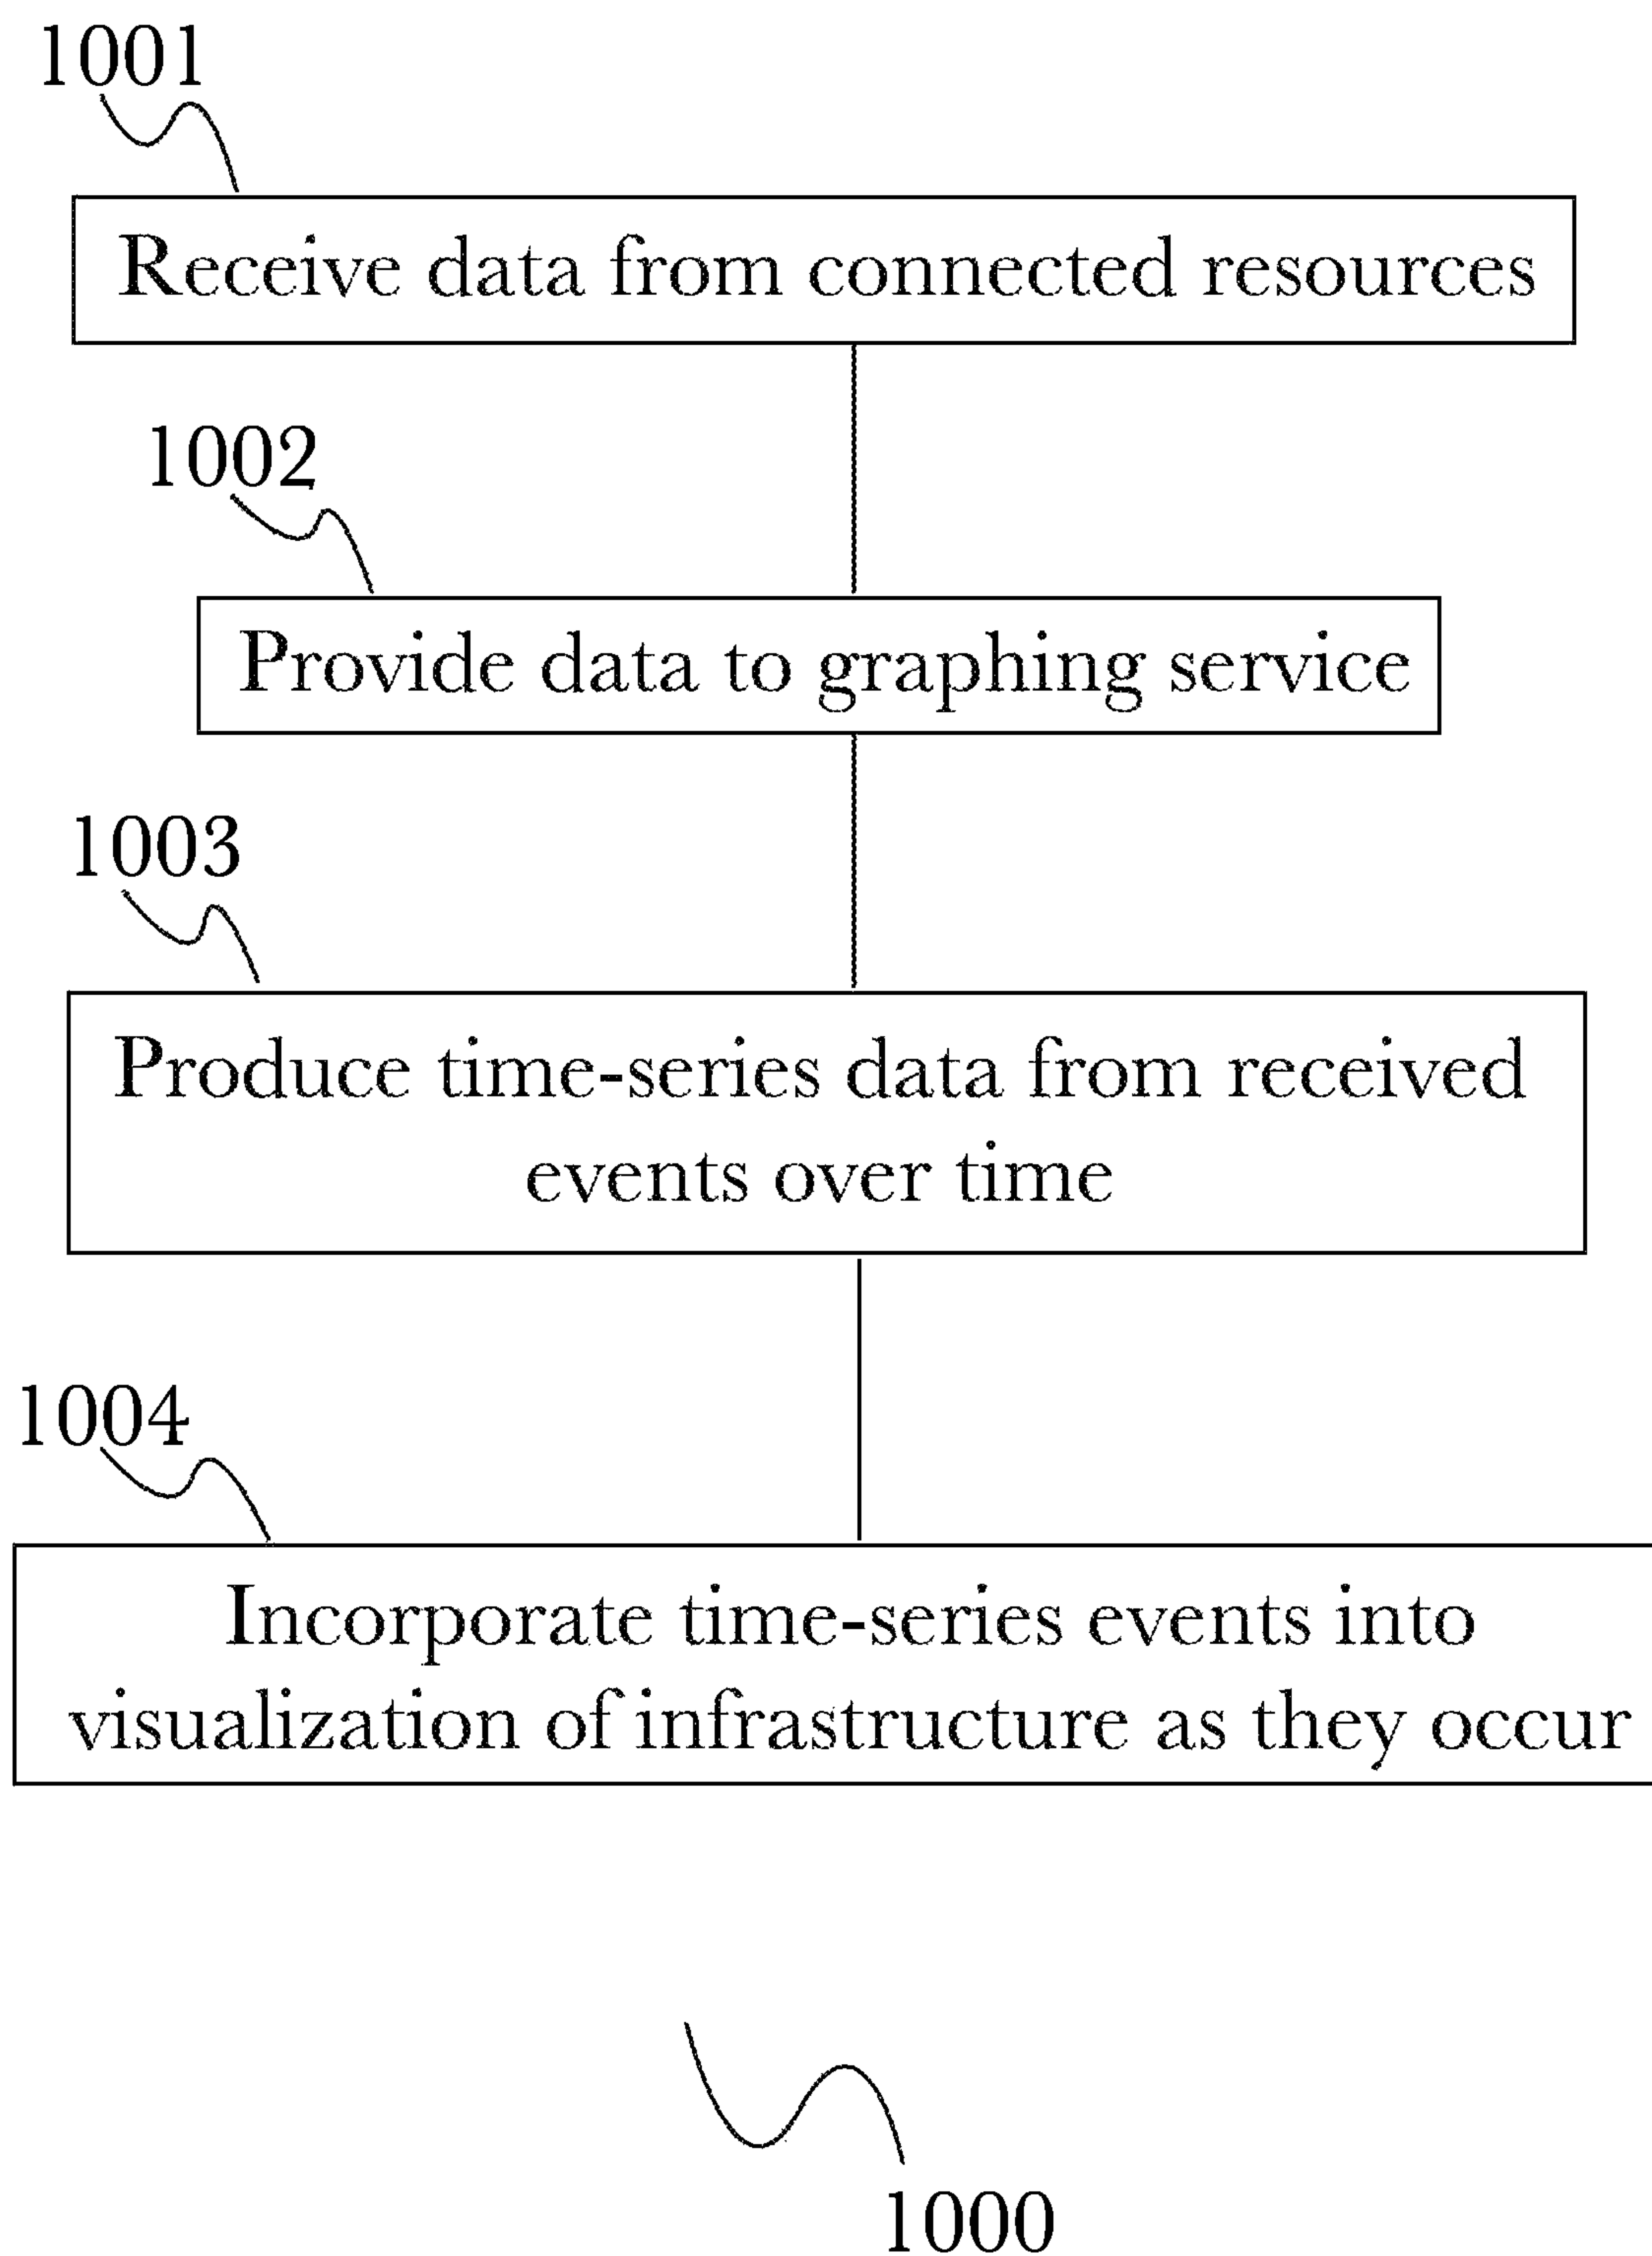 1001
Receive data from connected resources
1002
Provide data to graphing service
1003
Produce time-series data from received
events over time
1004
Incorporate time-series events into
visualization of infrastructure as they occur
1000